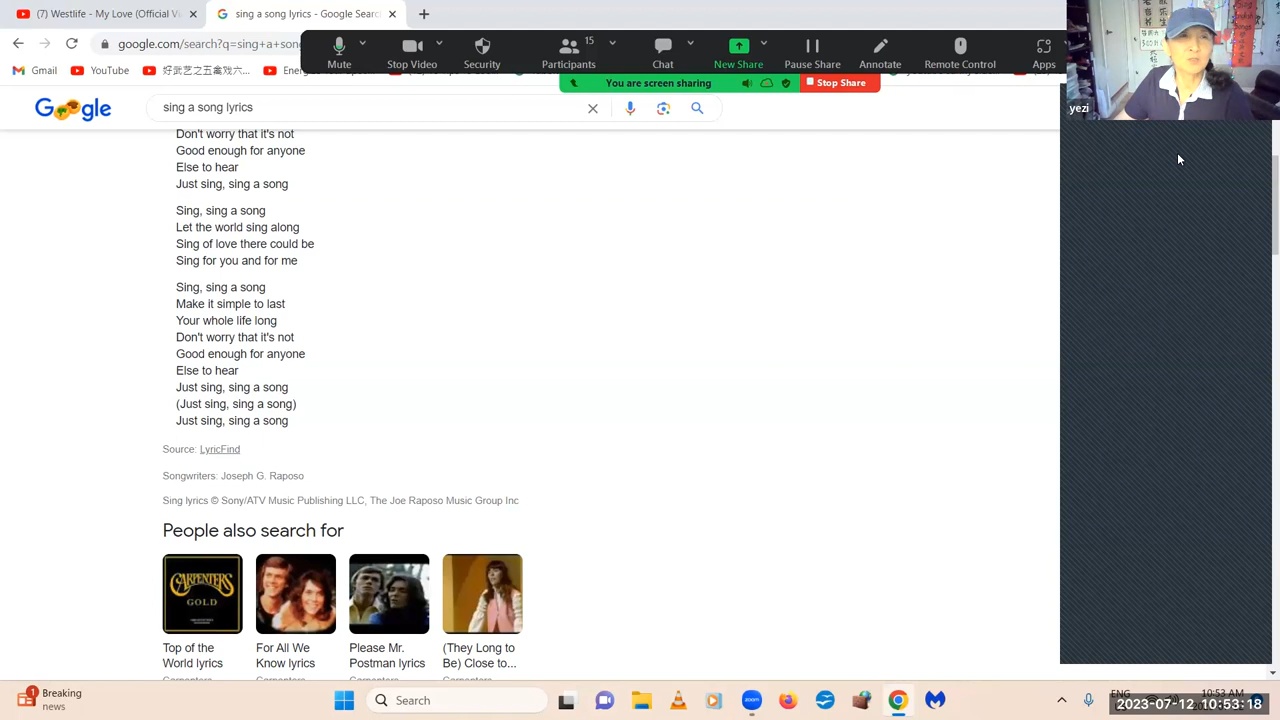 (7) Westlife - My Love (Official V
sing a song lyrics - Google Searc
google.com/search?q=sing+a+son
Mute
Stop Video
Security
15
Participants
Chat
New Share
Pause Share
Annotate
Remote Control
Apps
You are screen sharing
Stop Share
Gmail
YouTube
好武艺之五禽戏六...
yezi
Google
sing a song lyrics
Don't worry that it's not
Good enough for anyone
Else to hear
Just sing, sing a song
Sing, sing a song
Let the world sing along
Sing of love there could be
Sing for you and for me
Sing, sing a song
Make it simple to last
Your whole life long
Don't worry that it's not
Good enough for anyone
Else to hear
Just sing, sing a song
(Just sing, sing a song)
Just sing, sing a song
Source: LyricFind
Songwriters: Joseph G. Raposo
Sing lyrics © Sony/ATV Music Publishing LLC, The Joe Raposo Music Group Inc
People also search for
CARPENTERS
GOLD
Top of the
World lyrics
For All We
Know lyrics
Please Mr.
Postman lyrics
(They Long to
Be) Close to...
1
Breaking
news
Search
zoom
ENG
10:53 AM
2023-07-12 10:53:18